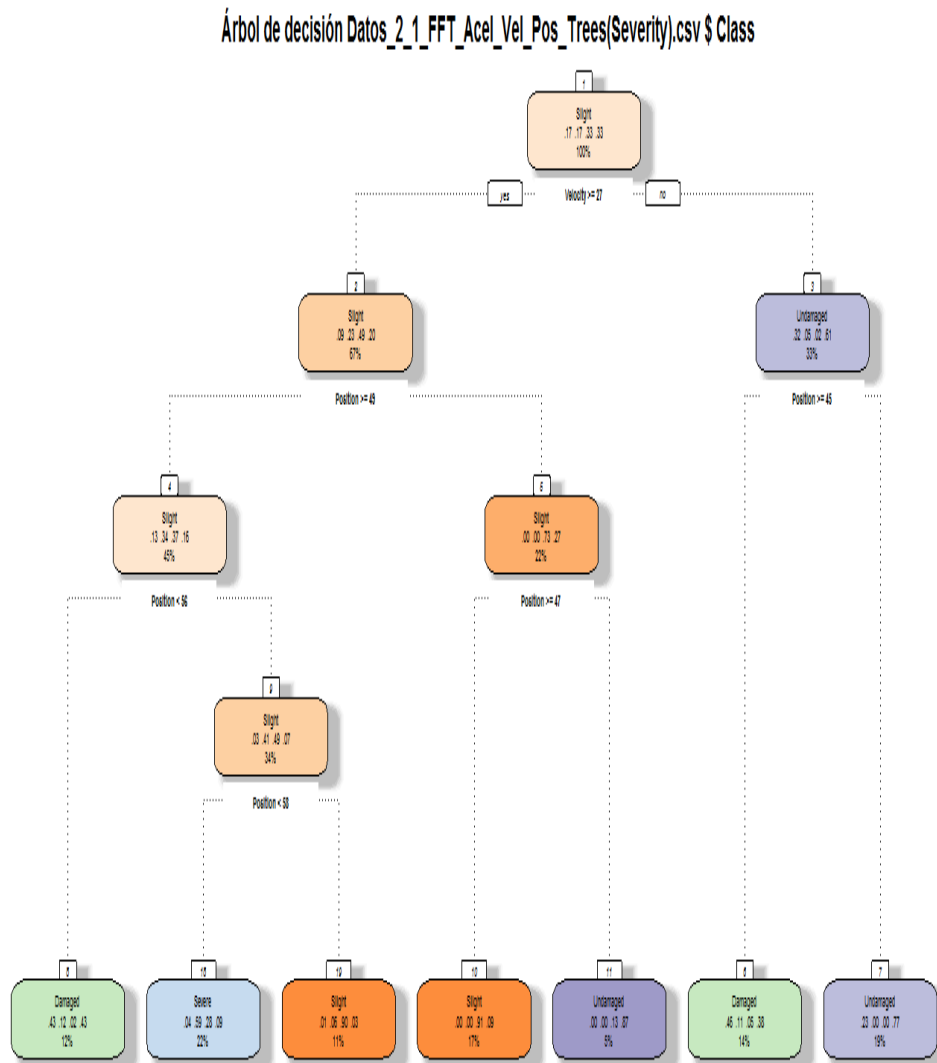 Árbol de decisión Datos_2_1_FFT_Acel_Vel_Pos_Trees(Severity).csv $ Class
1
Slight
.17 .17 .33 .33
100%
yes
Velocity >= 27
no
2
Slight
.09 .23 .49 .20
67%
3
Undamaged
.32 .05 .02 .61
33%
Position >= 49
Position >= 45
4
Slight
.13 .34 .37 .16
45%
5
Slight
.00 .00 .73 .27
22%
Position < 56
Position >= 47
9
Slight
.03 .41 .49 .07
34%
Position < 58
8
Damaged
.43 .12 .02 .43
12%
18
Severe
.04 .59 .28 .09
22%
19
Slight
.01 .06 .90 .03
11%
10
Slight
.00 .00 .91 .09
17%
11
Undamaged
.00 .00 .13 .87
5%
6
Damaged
.46 .11 .05 .38
14%
7
Undamaged
.23 .00 .00 .77
19%